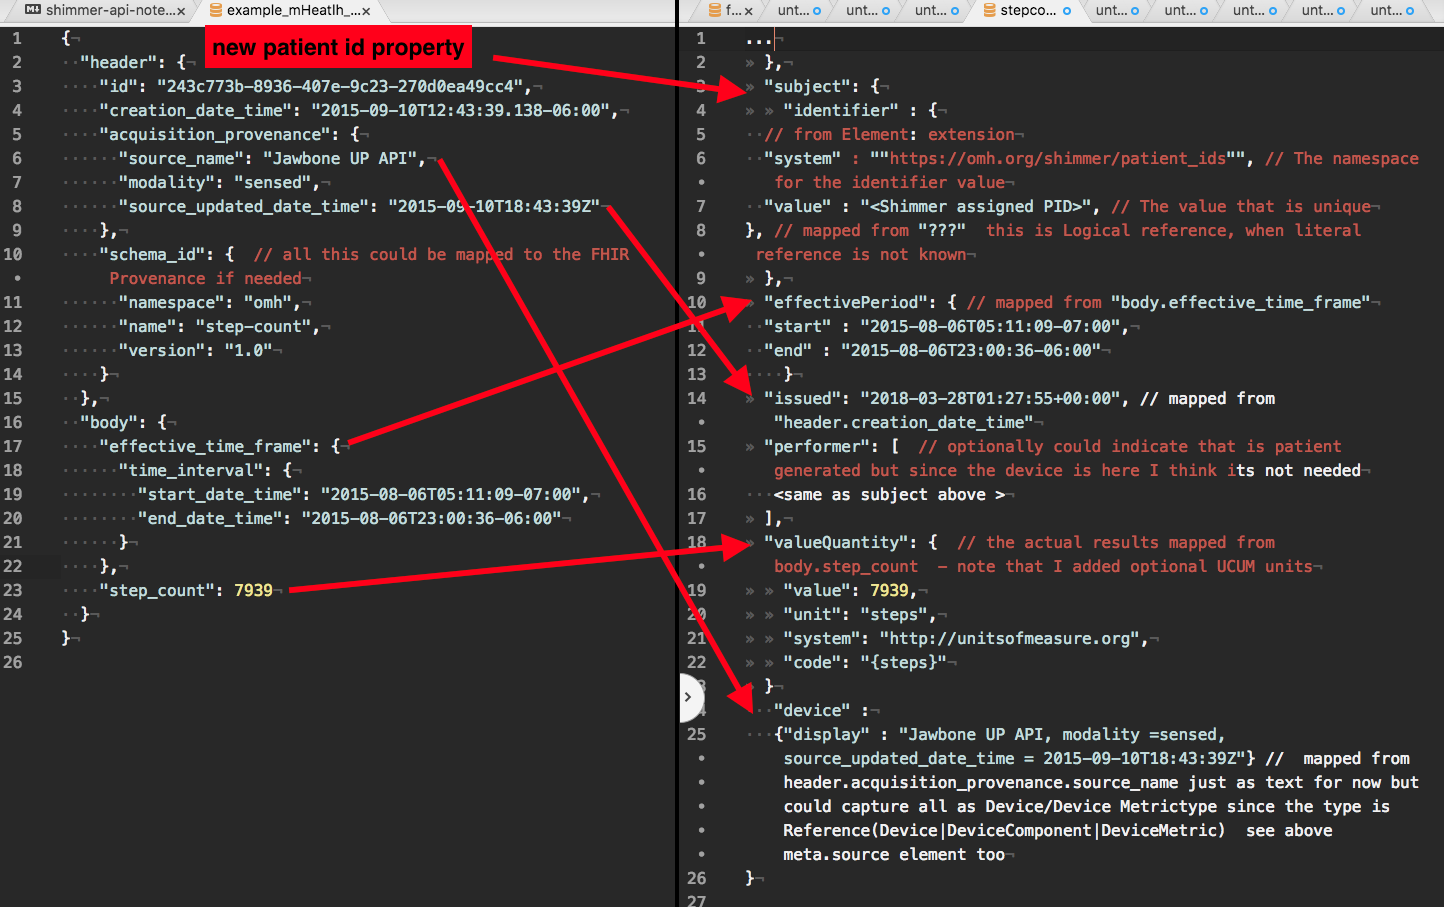 shimmer-api-note...×
example_mHealth_...×
f...×
unt...
unt...
unt...
stepco...
unt...
unt...
unt...
unt...
unt...
new patient id property
1 {
2 "header": {
3 "id": "243c773b-8936-407e-9c23-270d0ea49cc4",
4 "creation_date_time": "2015-09-10T12:43:39.138-06:00",
5 "acquisition_provenance": {
6 "source_name": "Jawbone UP API",
7 "modality": "sensed",
8 "source_updated_date_time": "2015-09-10T18:43:39Z"
9 },
10 "schema_id": { // all this could be mapped to the FHIR
Provenance if needed
11 "namespace": "omh",
12 "name": "step-count",
13 "version": "1.0"
14 }
15 },
16 "body": {
17 "effective_time_frame": {
18 "time_interval": {
19 "start_date_time": "2015-08-06T05:11:09-07:00",
20 "end_date_time": "2015-08-06T23:00:36-06:00"
21 }
22 },
23 "step_count": 7939
24 }
25 }
26
1 ...
2 },
3 "subject": {
4 "identifier" : {
5 // from Element: extension
6 "system" : ""https://omh.org/shimmer/patient_ids"", // The namespace
for the identifier value
7 "value" : "<Shimmer assigned PID>", // The value that is unique
8 }, // mapped from "???" this is Logical reference, when literal
reference is not known
9 },
10 "effectivePeriod": { // mapped from "body.effective_time_frame"
11 "start" : "2015-08-06T05:11:09-07:00",
12 "end" : "2015-08-06T23:00:36-06:00"
13 }
14 "issued": "2018-03-28T01:27:55+00:00", // mapped from
"header.creation_date_time"
15 "performer": [ // optionally could indicate that is patient
generated but since the device is here I think its not needed
16 <same as subject above >
17 ],
18 "valueQuantity": { // the actual results mapped from
body.step_count – note that I added optional UCUM units
19 "value": 7939,
20 "unit": "steps",
21 "system": "http://unitsofmeasure.org",
22 "code": "{steps}"
3 }
4 "device" :
25 {"display" : "Jawbone UP API, modality =sensed,
source_updated_date_time = 2015-09-10T18:43:39Z"} // mapped from
header.acquisition_provenance.source_name just as text for now but
could capture all as Device/Device Metrictype since the type is
Reference(Device|DeviceComponent|DeviceMetric) see above
meta.source element too
26 }
27